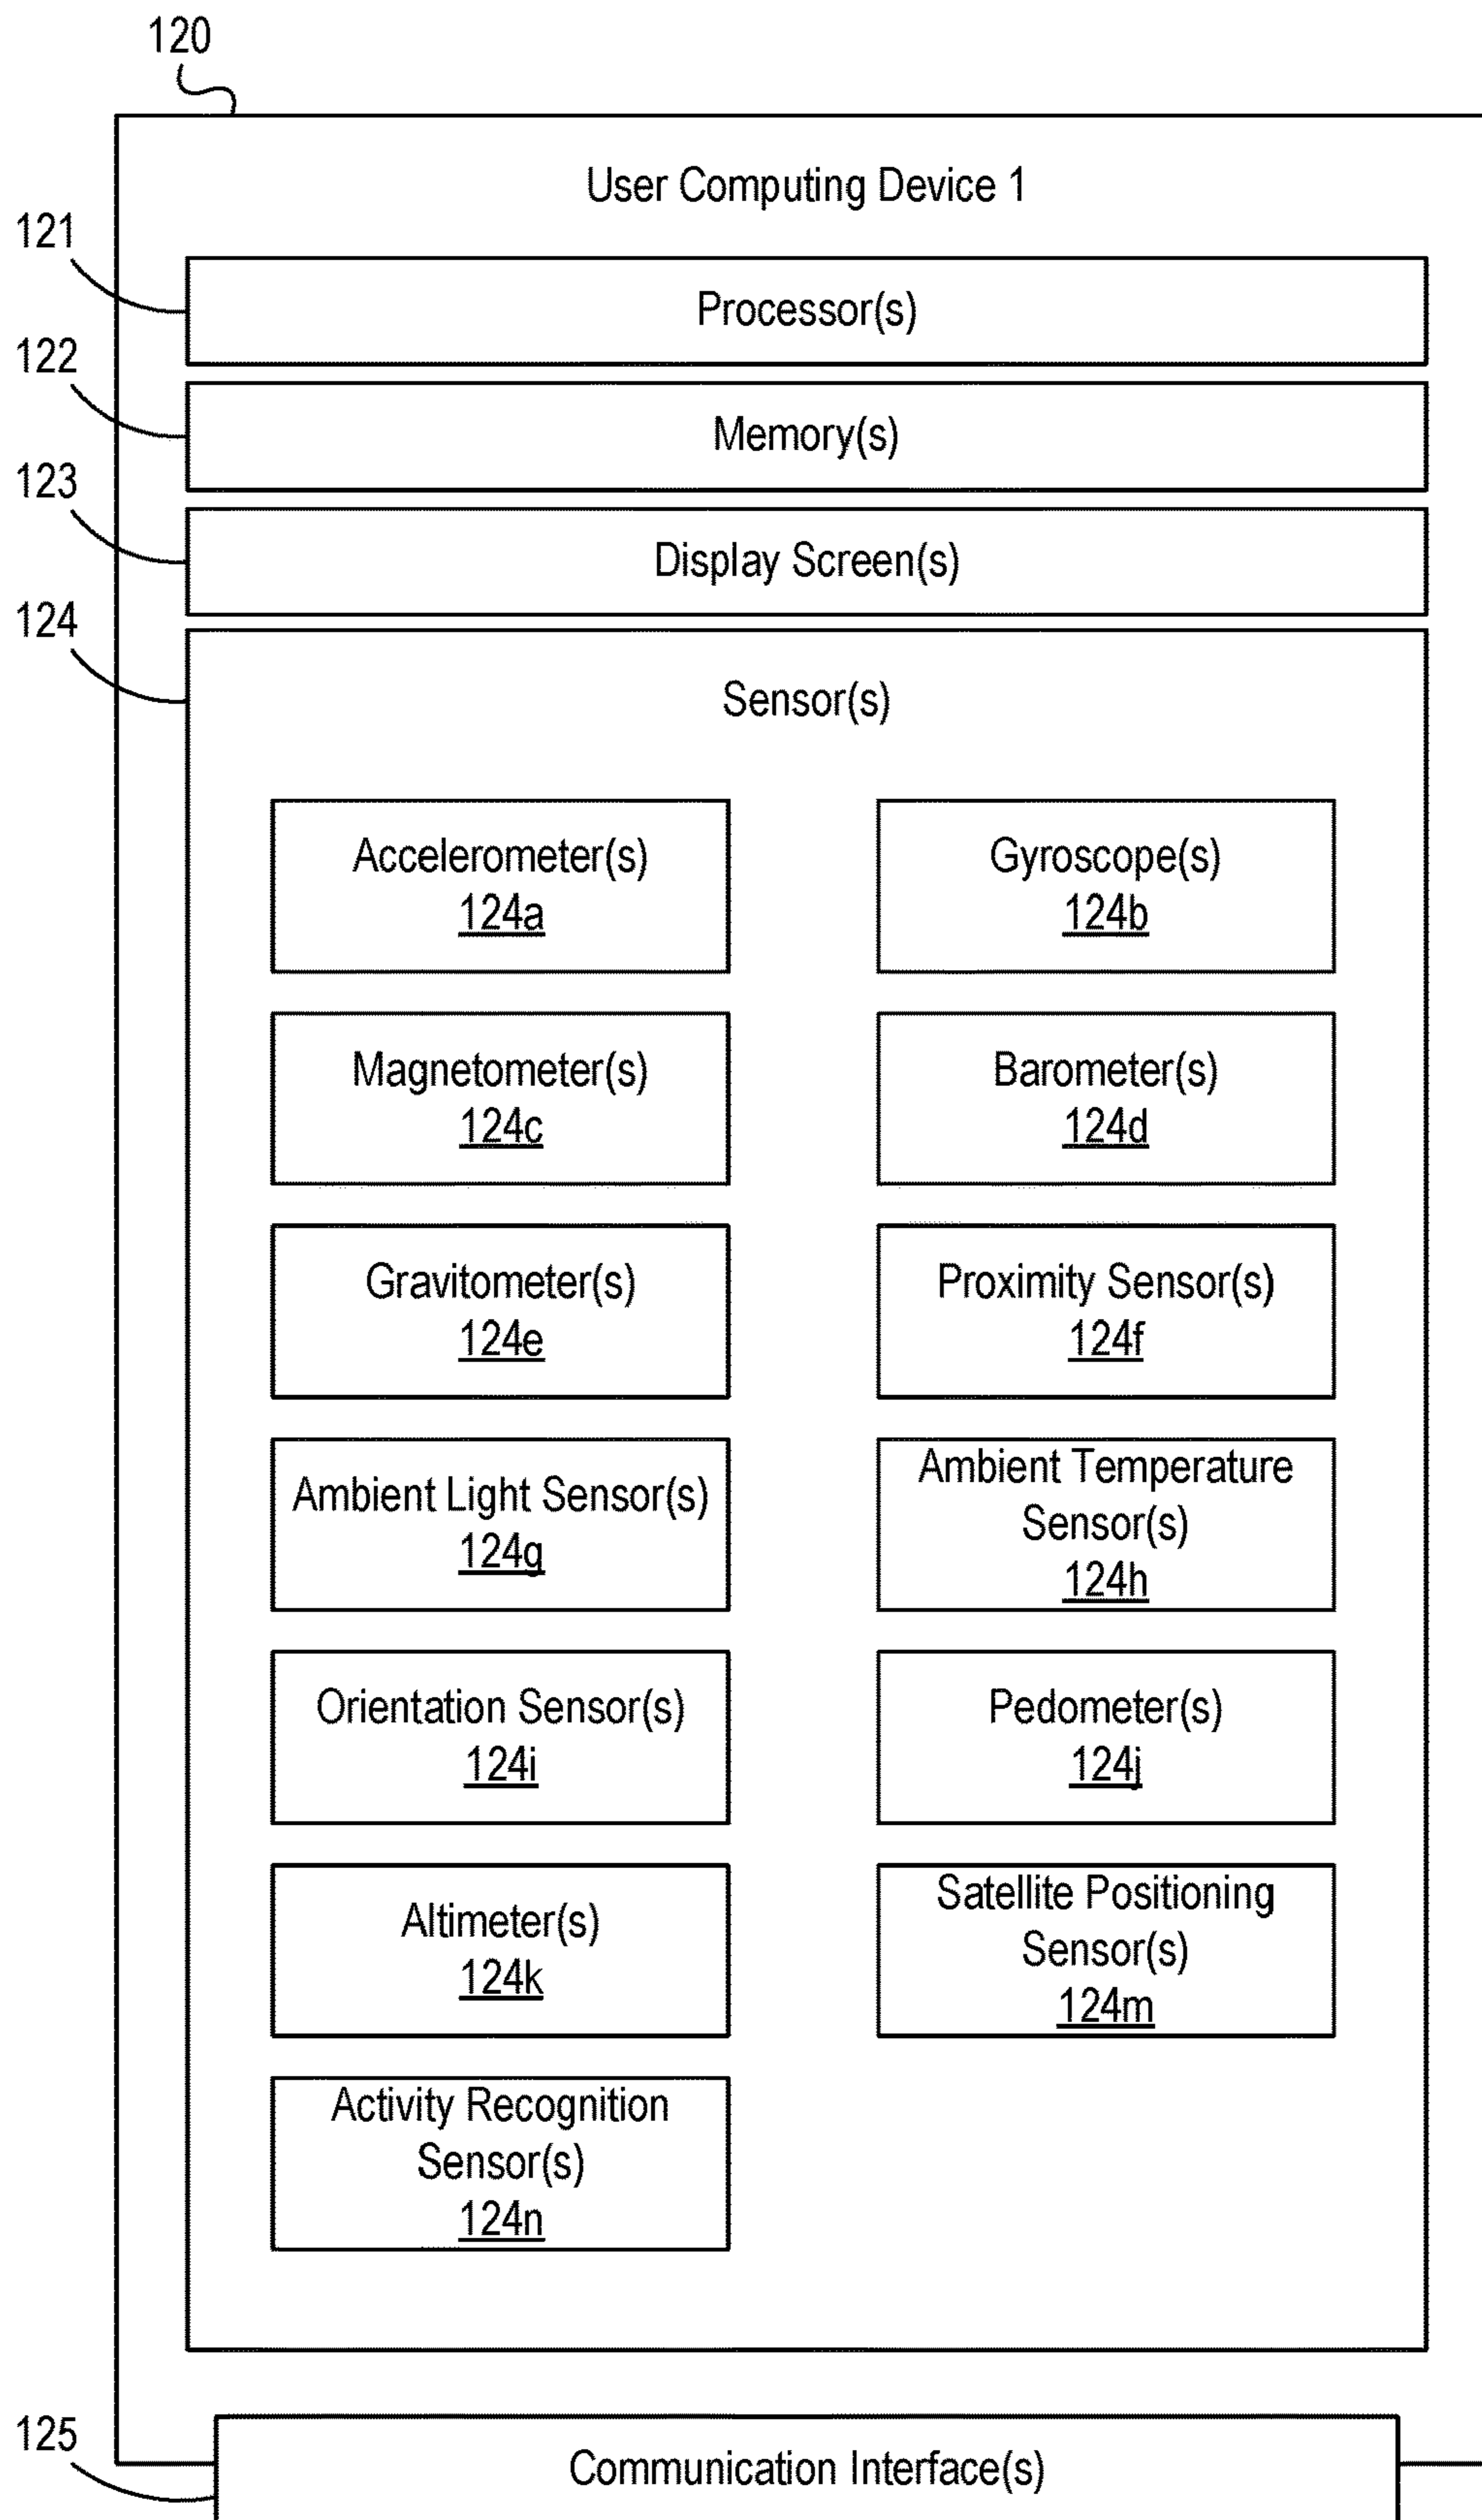 120
User Computing Device 1
121
Processor(s)
122
Memory(s)
123
Display Screen(s)
124
Sensor(s)
Accelerometer(s)
124a
Gyroscope(s)
124b
Magnetometer(s)
124c
Barometer(s)
124d
Gravitometer(s)
124e
Proximity Sensor(s)
124f
Ambient Light Sensor(s)
124g
Ambient Temperature
Sensor(s)
124h
Orientation Sensor(s)
124i
Pedometer(s)
124j
Altimeter(s)
124k
Satellite Positioning
Sensor(s)
124m
Activity Recognition
Sensor(s)
124n
125
Communication Interface(s)